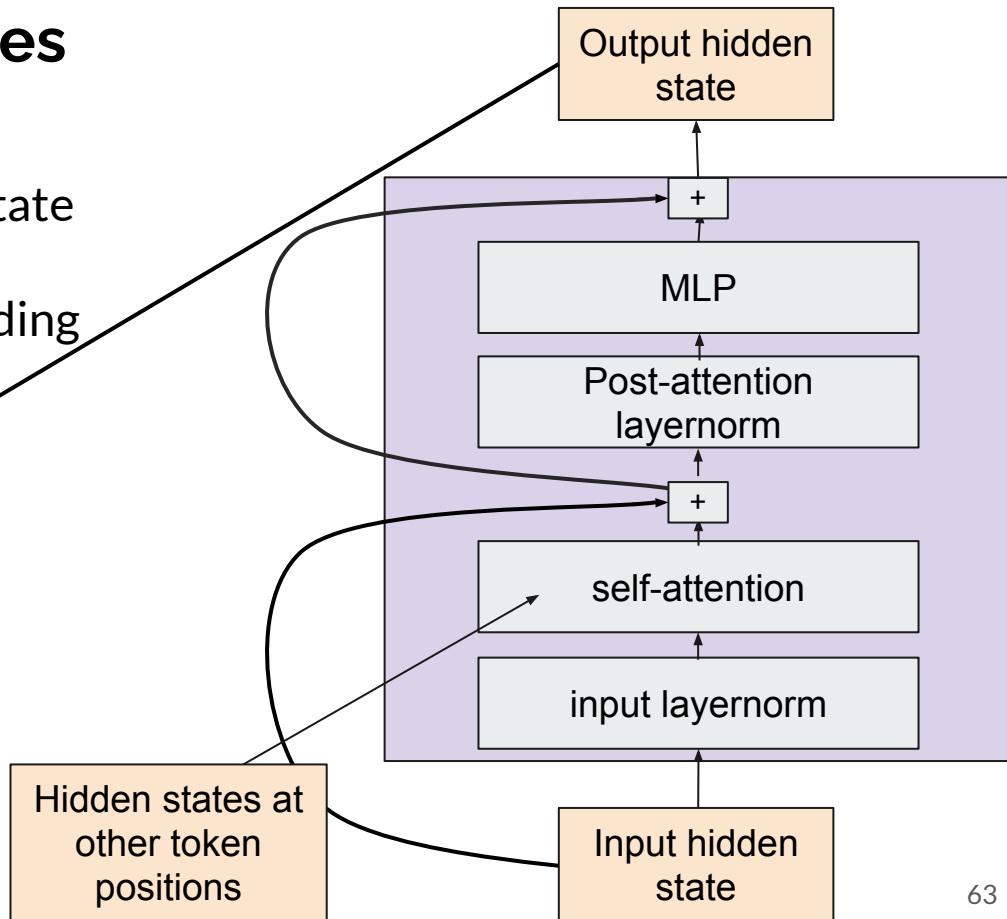 es
tate
ding
Output hidden
state
+
MLP
Post-attention
layernorm
+
self-attention
input layernorm
Hidden states at
other token
positions
Input hidden
state
63